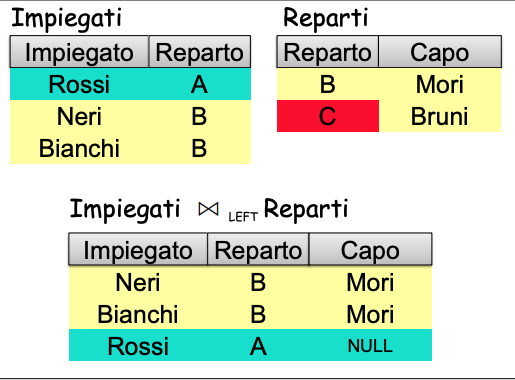 Impiegati
Impiegato Reparto
Rossi A
Neri B
Bianchi B
Reparti
Reparto Capo
B Mori
C Bruni
Impiegati ⋈ LEFT Reparti
Impiegato Reparto Capo
Neri B Mori
Bianchi B Mori
Rossi A NULL